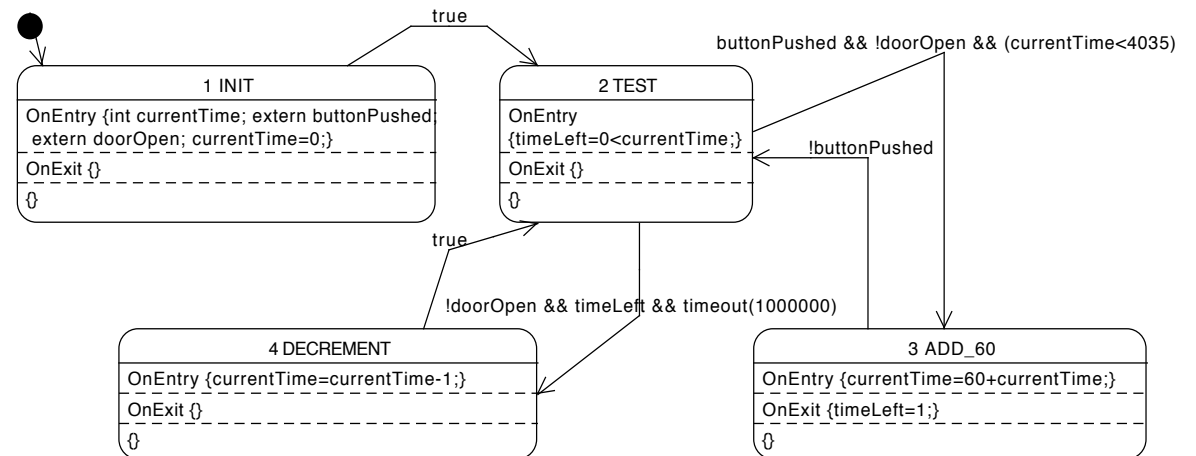 true
buttonPushed && !doorOpen && (currentTime<4035)
1 INIT
OnEntry {int currentTime; extern buttonPushed;
extern doorOpen; currentTime=0;}
OnExit {}
{}
2 TEST
OnEntry
{timeLeft=0<currentTime;}
OnExit {}
{}
!buttonPushed
true
!doorOpen && timeLeft && timeout(1000000)
4 DECREMENT
OnEntry {currentTime=currentTime-1;}
OnExit {}
{}
3 ADD_60
OnEntry {currentTime=60+currentTime;}
OnExit {timeLeft=1;}
{}